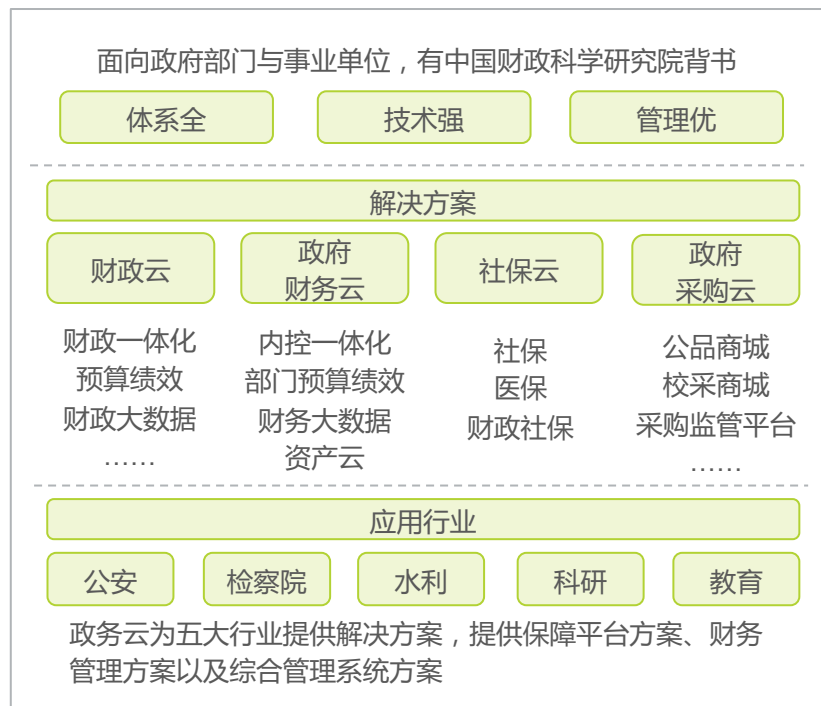 面向政府部门与事业单位，有中国财政科学研究院背书
体系全
技术强
管理优
解决方案
财政云
政府
财务云
社保云
政府
采购云
财政一体化
预算绩效
财政大数据
……
内控一体化
部门预算绩效
财务大数据
资产云
社保
医保
财政社保
公品商城
校采商城
采购监管平台
……
应用行业
公安
检察院
水利
科研
教育
政务云为五大行业提供解决方案，提供保障平台方案、财务
管理方案以及综合管理系统方案